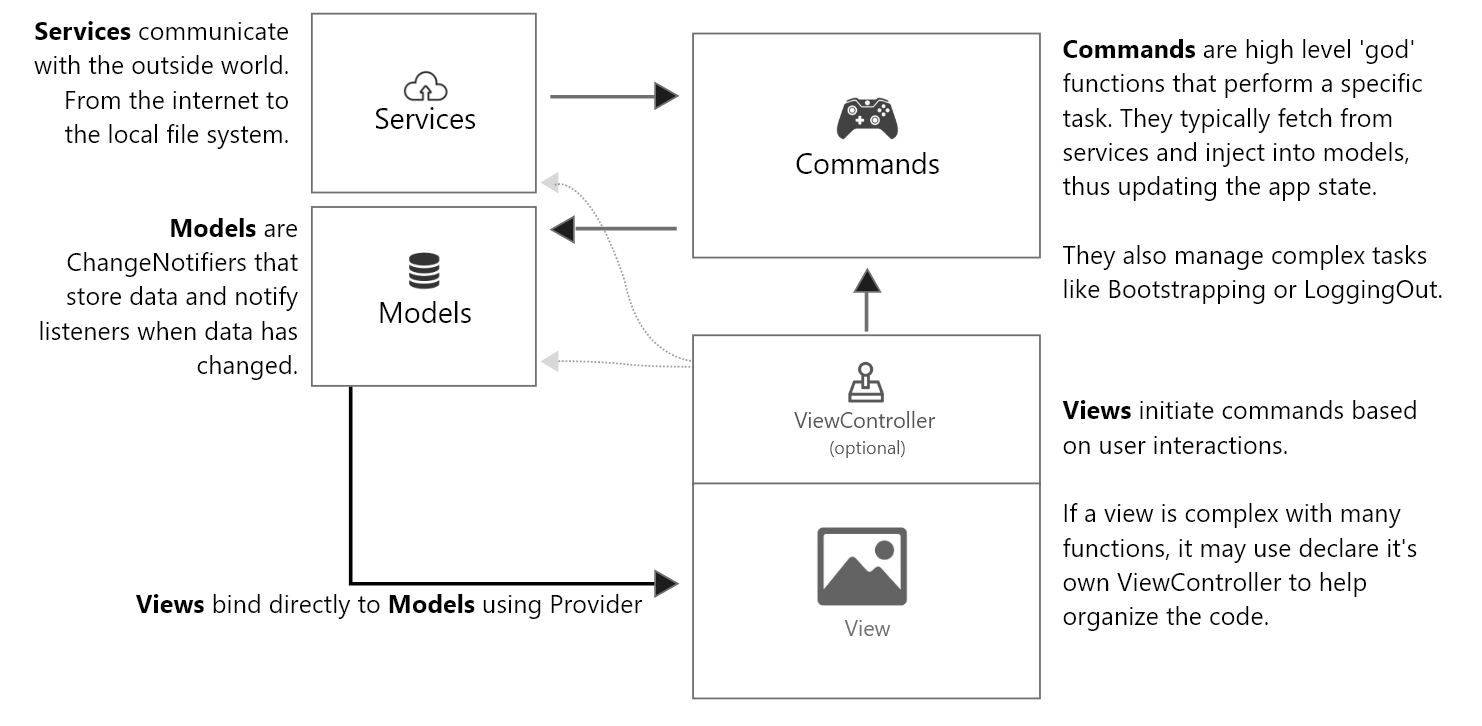 Services communicate
with the outside world.
From the internet to
the local file system.
Services
Commands
Commands are high level 'god'
functions that perform a specific
task. They typically fetch from
services and inject into models,
thus updating the app state.
They also manage complex tasks
like Bootstrapping or LoggingOut.
Models are
ChangeNotifiers that
store data and notify
listeners when data has
changed.
Models
ViewController
(optional)
Views initiate commands based
on user interactions.
If a view is complex with many
functions, it may use declare it's
own ViewController to help
organize the code.
Views bind directly to Models using Provider
View